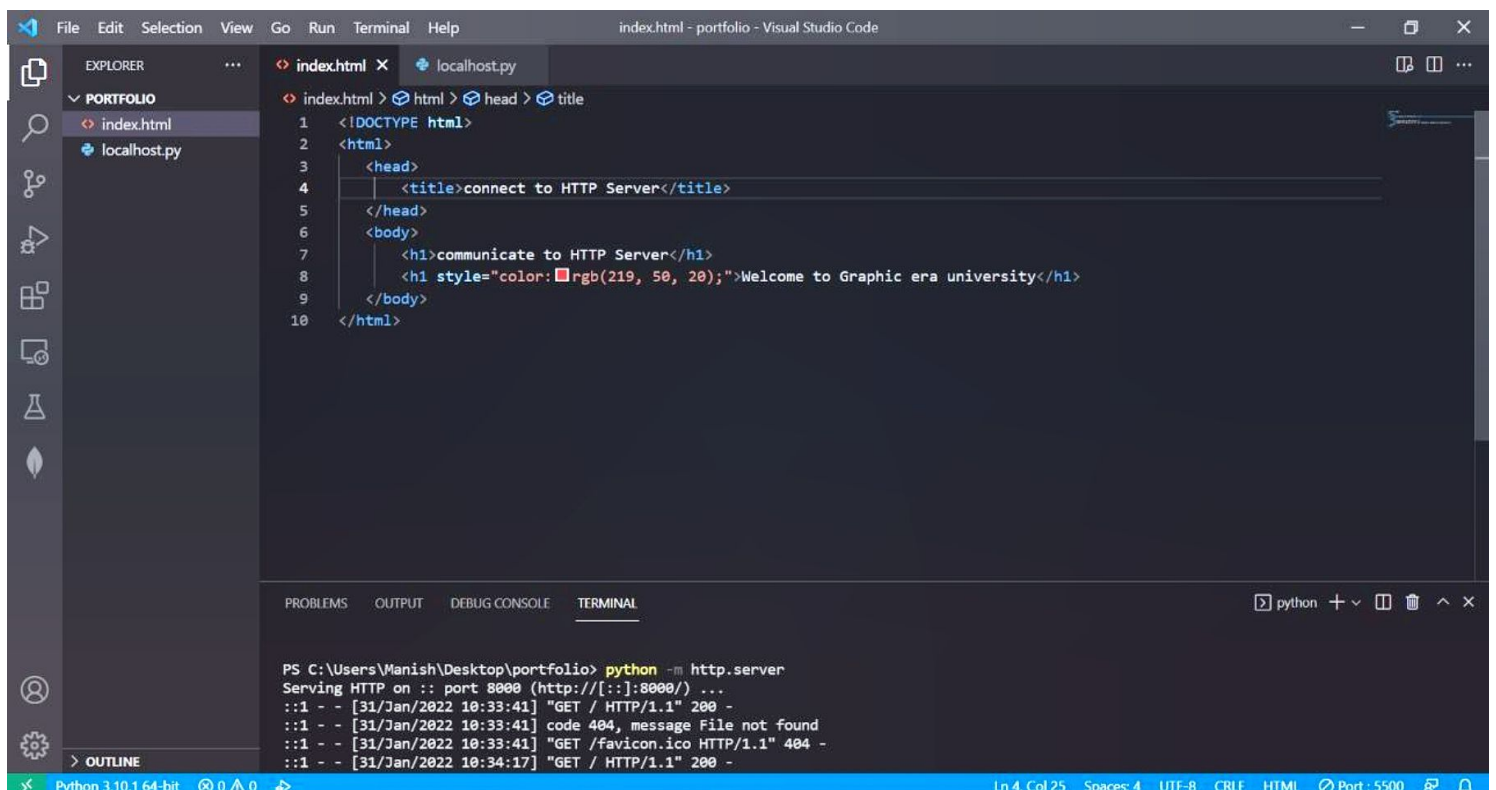 File Edit Selection View Go Run Terminal Help index.html - portfolio - Visual Studio Code
EXPLORER
PORTFOLIO
index.html
localhost.py
index.html localhost.py
index.html > html > head > title
1 <!DOCTYPE html>
2 <html>
3 <head>
4 <title>connect to HTTP Server</title>
5 </head>
6 <body>
7 <h1>communicate to HTTP Server</h1>
8 <h1 style="color: rgb(219, 50, 20);">Welcome to Graphic era university</h1>
9 </body>
10 </html>
PROBLEMS OUTPUT DEBUG CONSOLE TERMINAL python
PS C:\Users\Manish\Desktop\portfolio> python -m http.server
Serving HTTP on :: port 8000 (http://[::]:8000/) ...
::1 - - [31/Jan/2022 10:33:41] "GET / HTTP/1.1" 200 -
::1 - - [31/Jan/2022 10:33:41] code 404, message File not found
::1 - - [31/Jan/2022 10:33:41] "GET /favicon.ico HTTP/1.1" 404 -
::1 - - [31/Jan/2022 10:34:17] "GET / HTTP/1.1" 200 -
OUTLINE
Python 3.10.1 64-bit 0 0 Ln 4, Col 25 Spaces: 4 UTF-8 CRLF HTML Port : 5500